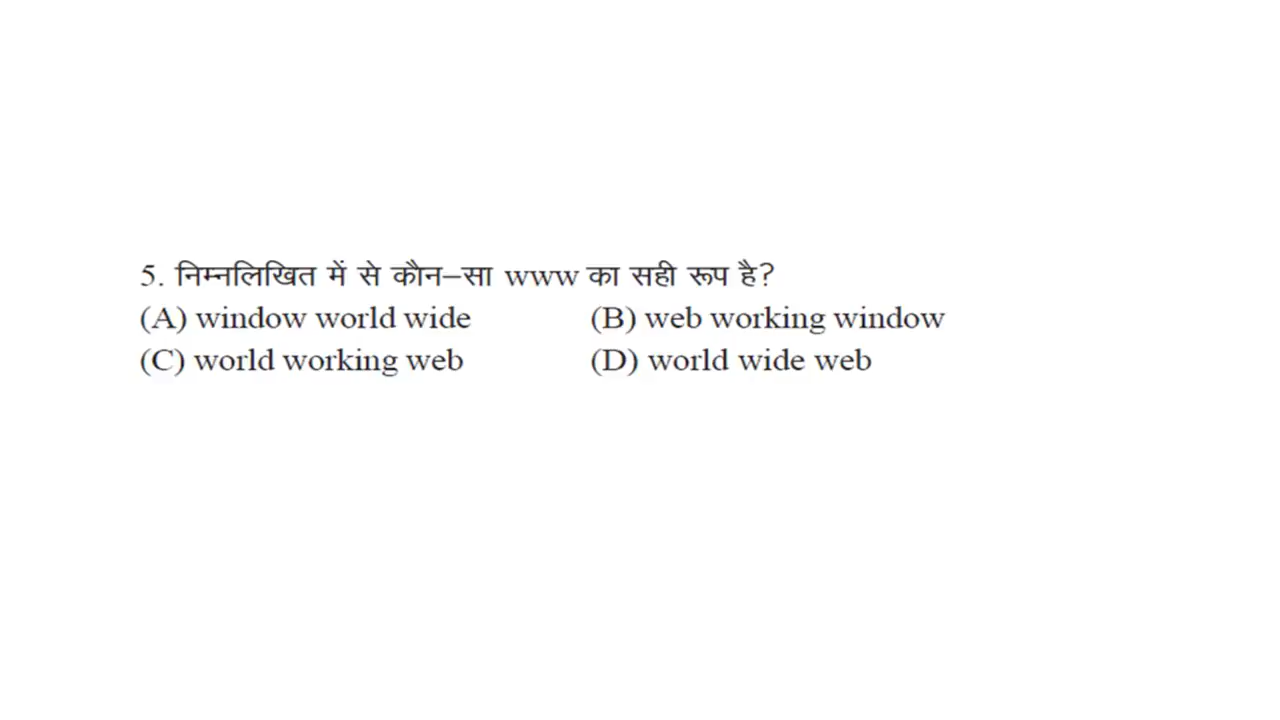 5. निम्नलिखित में से कौन–सा www का सही रूप है?
(A) window world wide (B) web working window
(C) world working web (D) world wide web